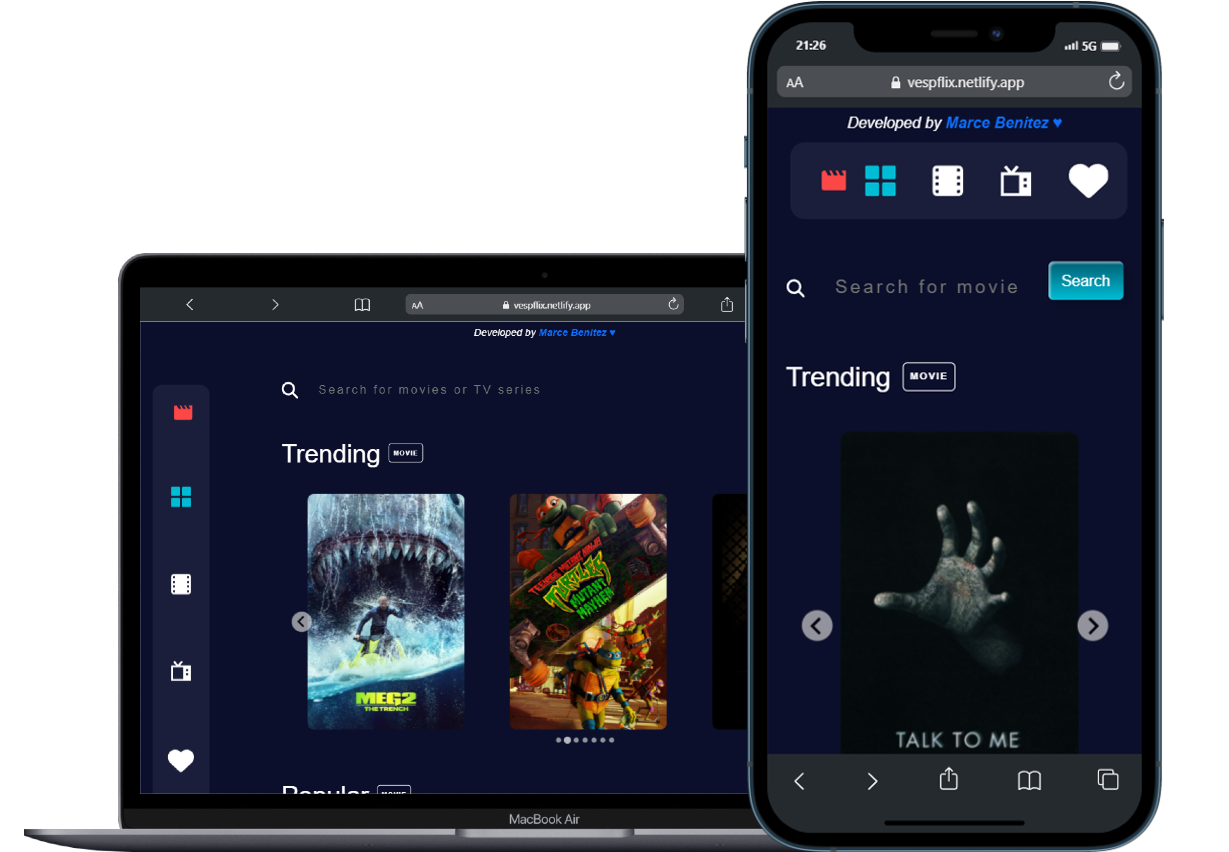 vespflix.netlify.app
AA
Developed by Marce Benitez ♥
Search for movies or TV series
Trending MOVIE
MEG2
THE TRENCH
TEENAGE MUTANT NINJA
TURTLES
MUTANT
MAYHEM
Popular MOVIE
MacBook Air
21:26
5G
AA
vespflix.netlify.app
Developed by Marce Benitez ♥
Search for movie
Search
Trending MOVIE
TALK TO ME